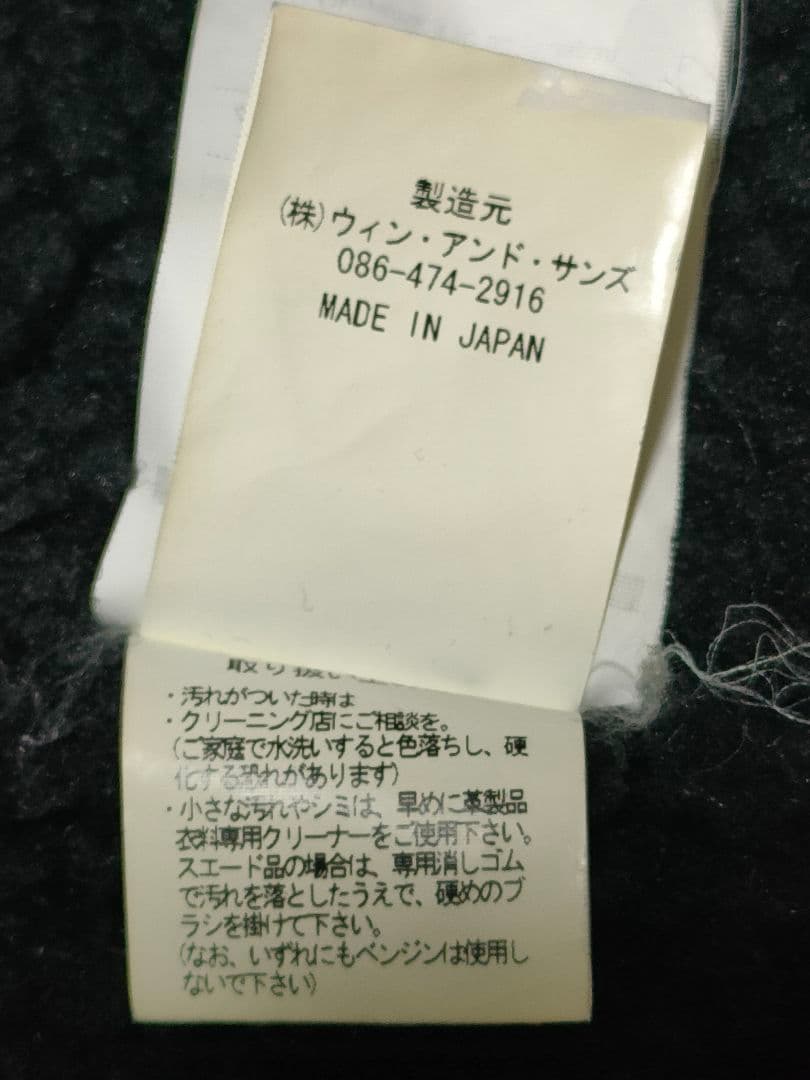 製造元
(株)ウィン・アンド・サンズ
086-474-2916
MADE IN JAPAN
取り扱い
・汚れがついた時は
・クリーニング店にご相談を。
(ご家庭で水洗いすると色落ちし、硬
化する恐れがあります)
・小さな汚れやシミは、早めに革製品
衣料専用クリーナーをご使用下さい。
スエード品の場合は、専用消しゴム
で汚れを落としたうえで、硬めのブ
ラシを掛けて下さい。
(なお、いずれにもベンジンは使用し
ないで下さい)